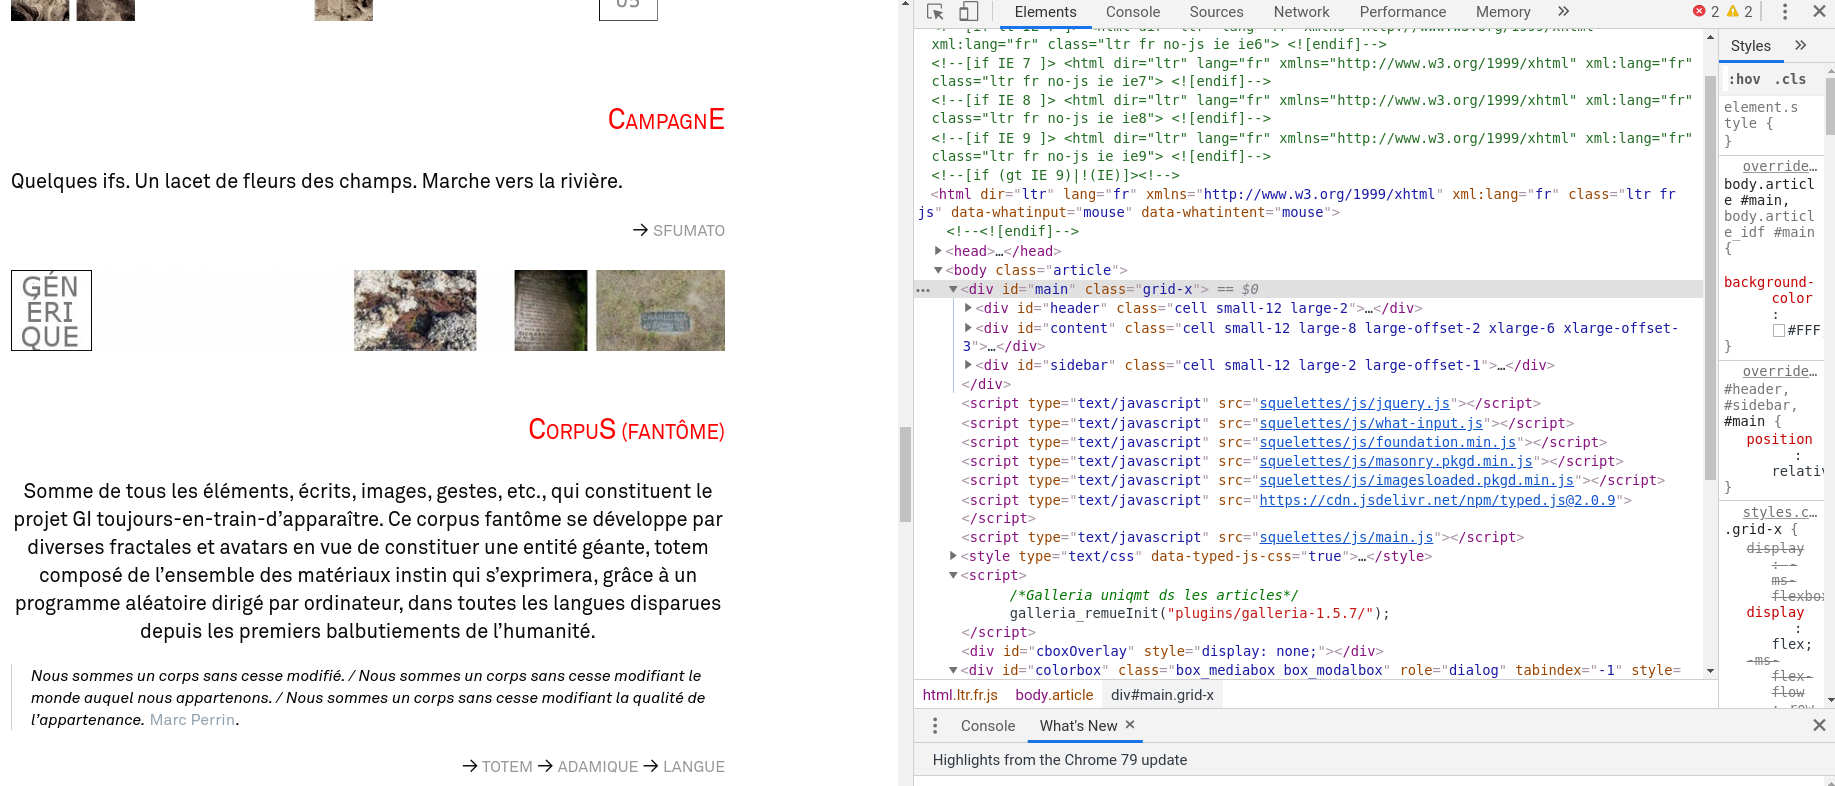 05
CAMPAGNE
Quelques ifs. Un lacet de fleurs des champs. Marche vers la rivière.
→ SFUMATO
GÉN
ÉRI
QUE
CORPUS (FANTÔME)
Somme de tous les éléments, écrits, images, gestes, etc., qui constituent le
projet GI toujours-en-train-d’apparaître. Ce corpus fantôme se développe par
diverses fractales et avatars en vue de constituer une entité géante, totem
composé de l’ensemble des matériaux instin qui s’exprimera, grâce à un
programme aléatoire dirigé par ordinateur, dans toutes les langues disparues
depuis les premiers balbutiements de l’humanité.
Nous sommes un corps sans cesse modifié. / Nous sommes un corps sans cesse modifiant le
monde auquel nous appartenons. / Nous sommes un corps sans cesse modifiant la qualité de
l’appartenance. Marc Perrin.
→ TOTEM → ADAMIQUE → LANGUE
Elements Console Sources Network Performance Memory » 2 2
xml:lang="fr" class="ltr fr no-js ie ie6"> <![endif]-->
<!--[if IE 7 ]> <html dir="ltr" lang="fr" xmlns="http://www.w3.org/1999/xhtml" xml:lang="fr"
class="ltr fr no-js ie ie7"> <![endif]-->
<!--[if IE 8 ]> <html dir="ltr" lang="fr" xmlns="http://www.w3.org/1999/xhtml" xml:lang="fr"
class="ltr fr no-js ie ie8"> <![endif]-->
<!--[if IE 9 ]> <html dir="ltr" lang="fr" xmlns="http://www.w3.org/1999/xhtml" xml:lang="fr"
class="ltr fr no-js ie ie9"> <![endif]-->
<!--[if (gt IE 9)|!(IE)]><!-->
<html dir="ltr" lang="fr" xmlns="http://www.w3.org/1999/xhtml" xml:lang="fr" class="ltr fr
js" data-whatinput="mouse" data-whatintent="mouse">
<!--<![endif]-->
<head>…</head>
<body class="article">
<div id="main" class="grid-x"> == $0
<div id="header" class="cell small-12 large-2">…</div>
<div id="content" class="cell small-12 large-8 large-offset-2 xlarge-6 xlarge-offset-
3">…</div>
<div id="sidebar" class="cell small-12 large-2 large-offset-1">…</div>
</div>
<script type="text/javascript" src="squelettes/js/jquery.js"></script>
<script type="text/javascript" src="squelettes/js/what-input.js"></script>
<script type="text/javascript" src="squelettes/js/foundation.min.js"></script>
<script type="text/javascript" src="squelettes/js/masonry.pkgd.min.js"></script>
<script type="text/javascript" src="squelettes/js/imagesloaded.pkgd.min.js"></script>
<script type="text/javascript" src="https://cdn.jsdelivr.net/npm/typed.js@2.0.9">
</script>
<script type="text/javascript" src="squelettes/js/main.js"></script>
<style type="text/css" data-typed-js-css="true">…</style>
<script>
/*Galleria uniqmt ds les articles*/
galleria_remueInit("plugins/galleria-1.5.7/");
</script>
<div id="cboxOverlay" style="display: none;"></div>
<div id="colorbox" class="box_mediabox box_modalbox" role="dialog" tabindex="-1" style=
html.ltr.fr.js body.article div#main.grid-x
Console What's New ×
Highlights from the Chrome 79 update
Styles »
:hov .cls
element.s
tyle {
}
override…
body.articl
e #main,
body.articl
e_idf #main
{
background-
color
:
#FFF
}
override…
#header,
#sidebar,
#main {
position
:
relativ
}
styles.c…
.grid-x {
display
: -
ms-
flexbox
display
:
flex;
-ms-
flex-
flow
: row